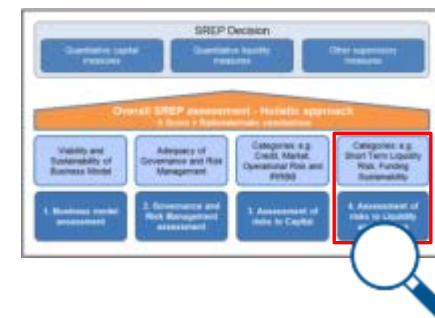 SREP Decision
Quantitative capital
measures
Quantitative liquidity
measures
Other supervisory
measures
Overall SREP assessment - Holistic approach
Viability and
Sustainability of
Business Model
Adequacy of
Governance and Risk
Management
Categories: e.g.
Credit, Market,
Operational Risk and
IRRBB
Categories: e.g.
Short Term Liquidity
Risk, Funding
Sustainability
1. Business model
assessment
2. Governance and
Risk Management
assessment
3. Assessment of
risks to Capital
4. Assessment of
risks to Liquidity